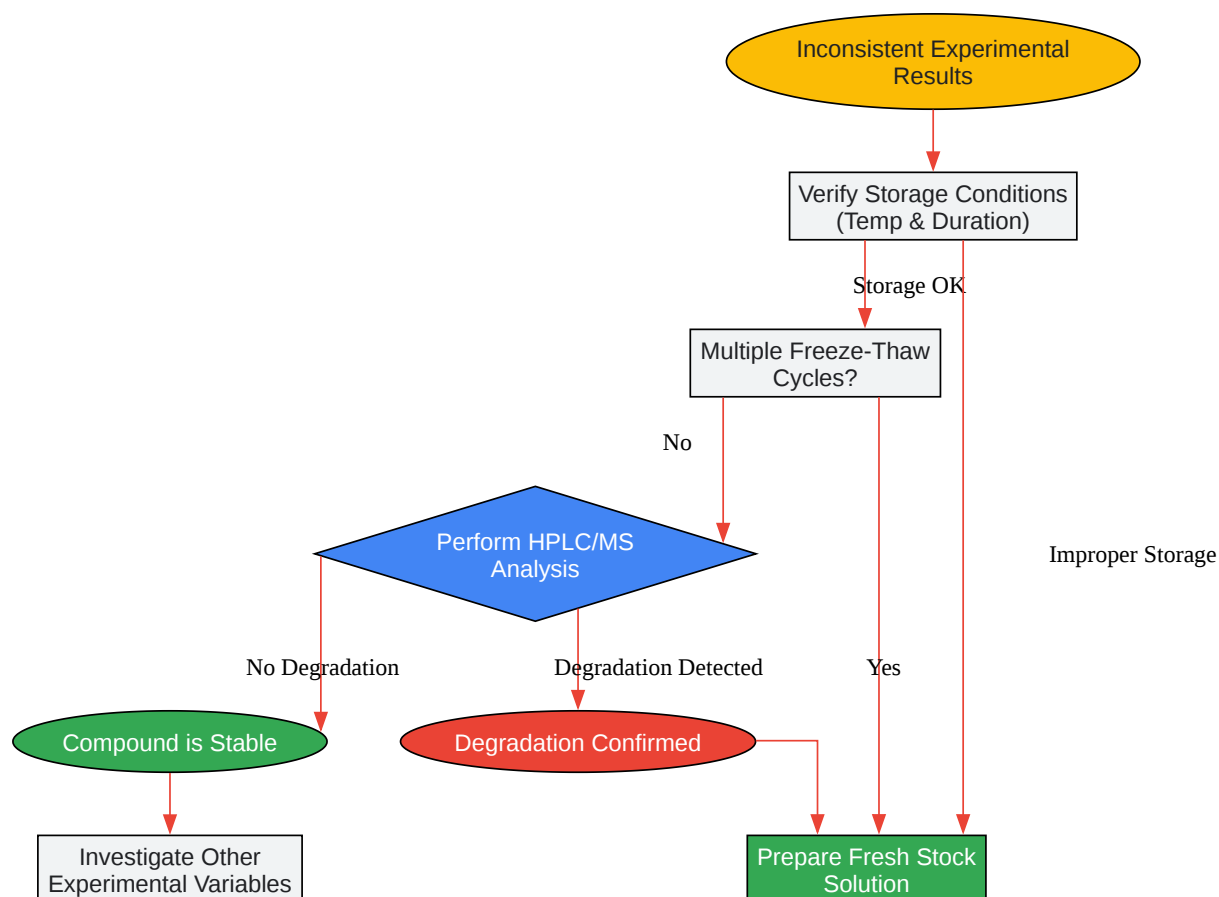 Inconsistent Experimental
Results
Verify Storage Conditions
(Temp & Duration)
Storage OK
Multiple Freeze-Thaw
Cycles?
No
Perform HPLC/MS
Analysis
Improper Storage
No Degradation
Degradation Detected
Yes
Compound is Stable
Degradation Confirmed
Investigate Other
Experimental Variables
Prepare Fresh Stock
Solution